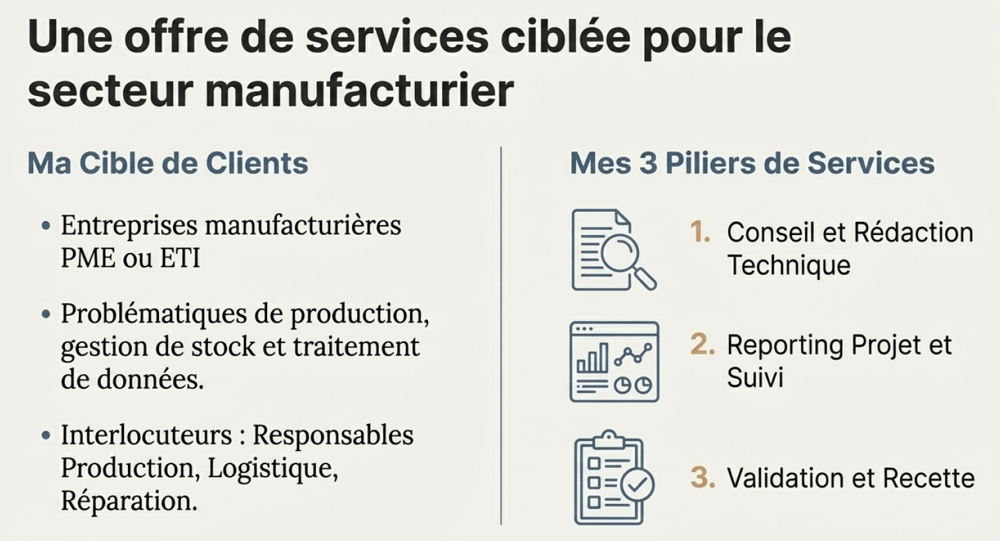 Une offre de services ciblée pour le
secteur manufacturier
Ma Cible de Clients
• Entreprises manufacturières
PME ou ETI
• Problématiques de production,
gestion de stock et traitement
de données.
• Interlocuteurs : Responsables
Production, Logistique,
Réparation.
Mes 3 Piliers de Services
1. Conseil et Rédaction
Technique
2. Reporting Projet et
Suivi
3. Validation et Recette